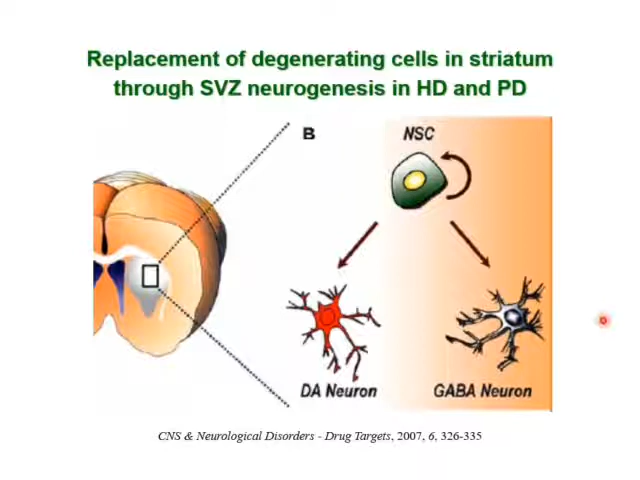 Replacement of degenerating cells in striatum
through SVZ neurogenesis in HD and PD
B
NSC
DA Neuron
GABA Neuron
CNS & Neurological Disorders - Drug Targets, 2007, 6, 326-335